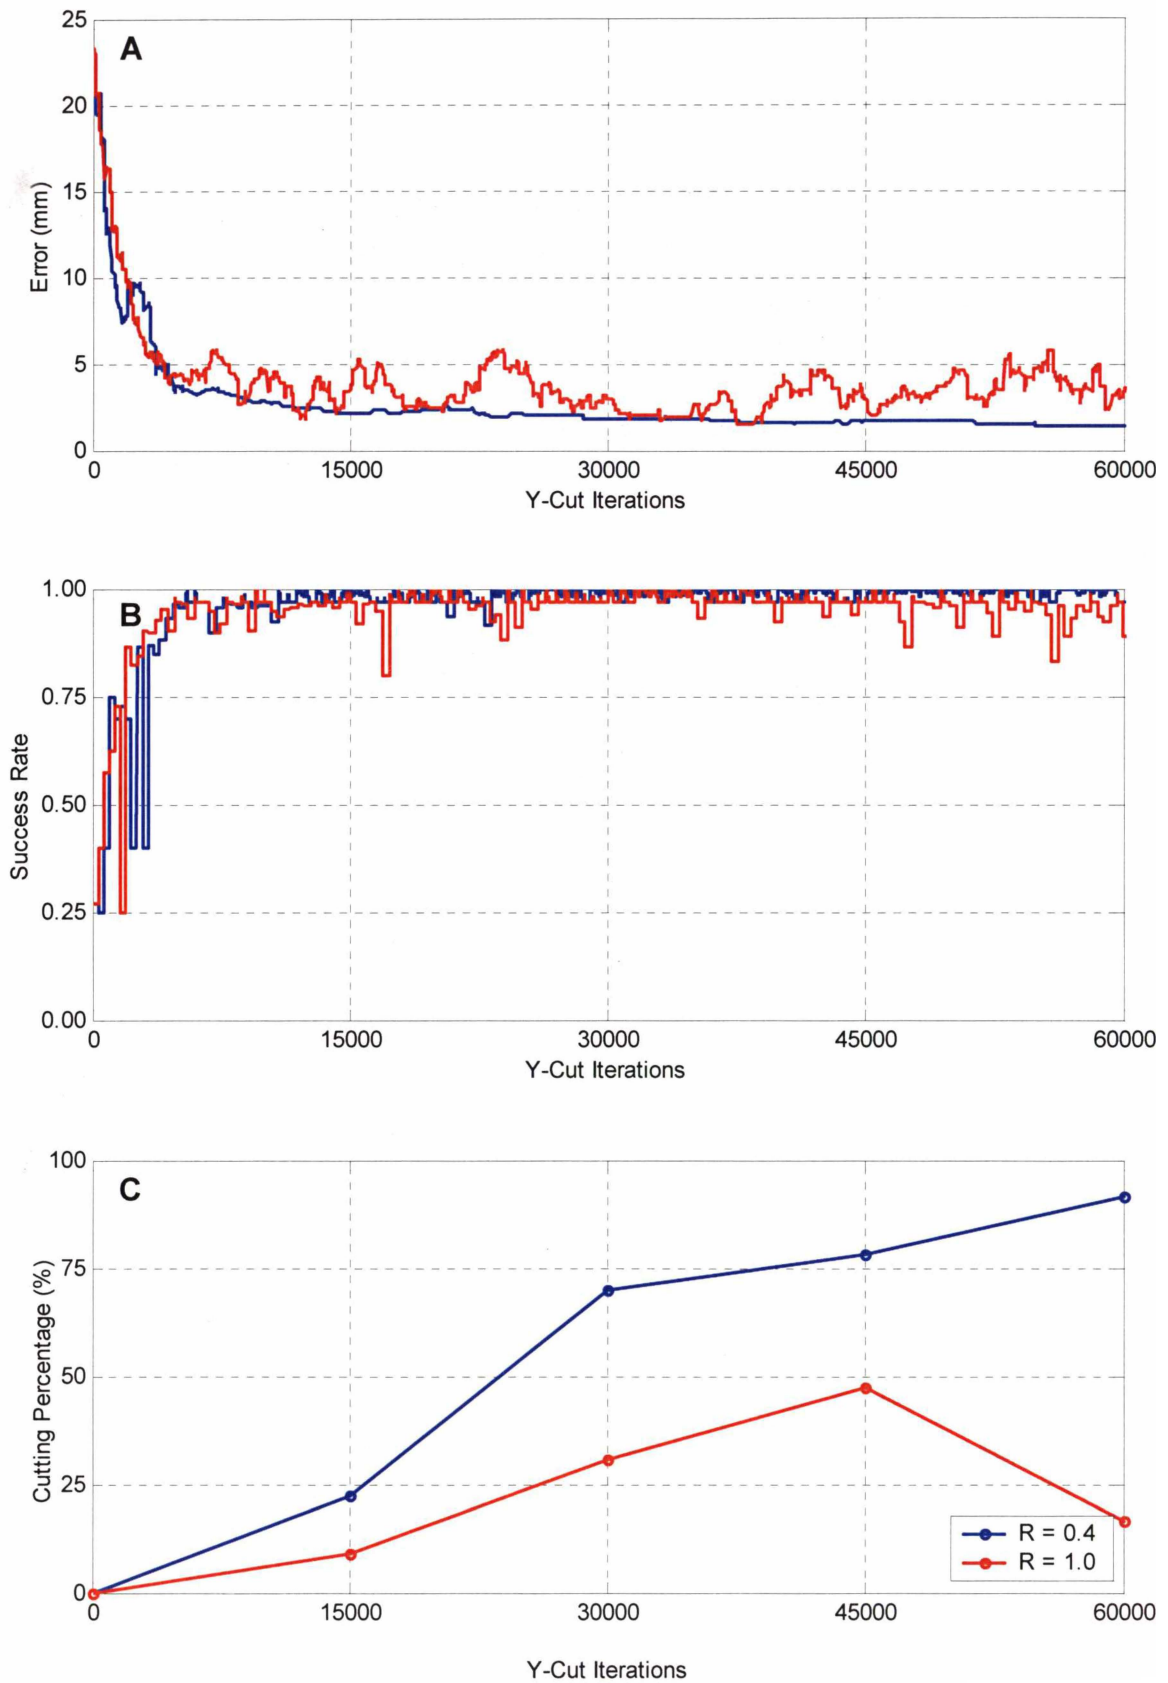 A
25
20
15
10
5
0
Error (mm)
0 15000 30000 45000 60000
Y-Cut Iterations
B
1.00
0.75
0.50
0.25
0.00
Success Rate
0 15000 30000 45000 60000
Y-Cut Iterations
C
100
75
50
25
0
Cutting Percentage (%)
R = 0.4
R = 1.0
0 15000 30000 45000 60000
Y-Cut Iterations